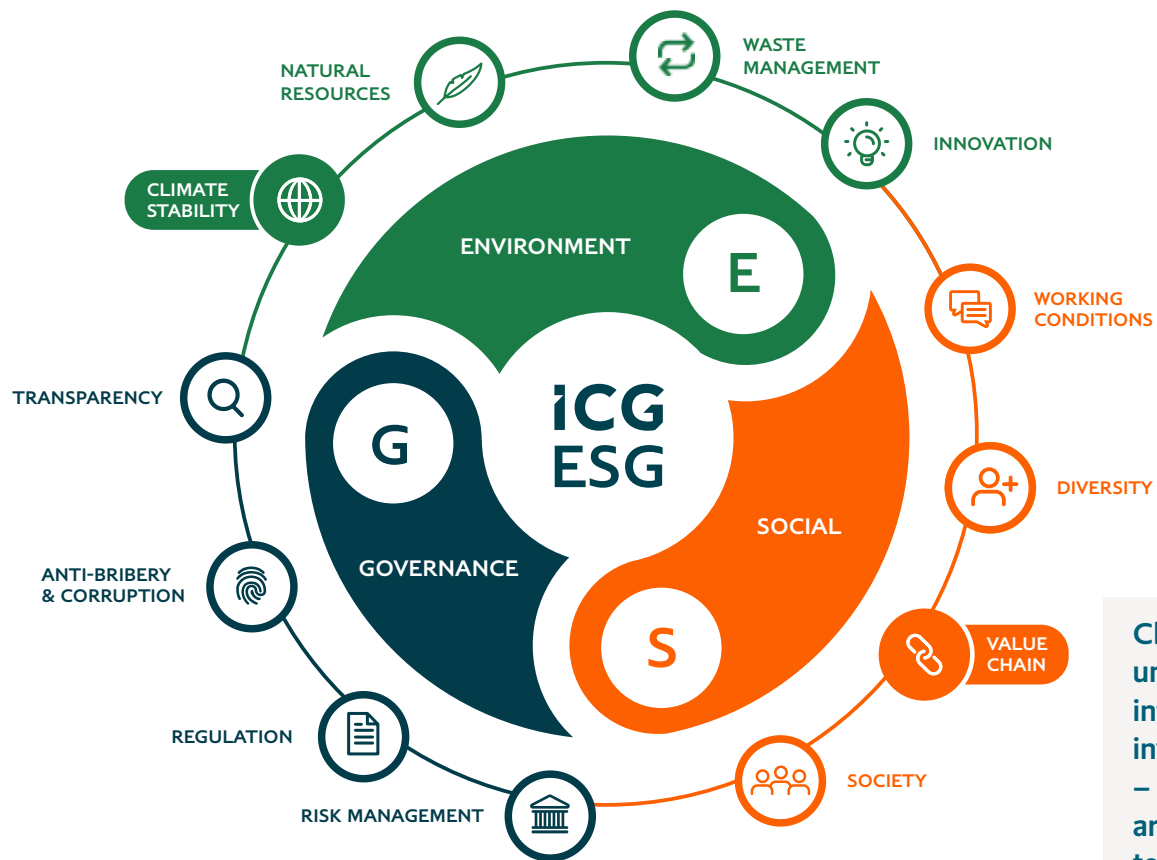 WASTE
MANAGEMENT
NATURAL
RESOURCES
INNOVATION
CLIMATE
STABILITY
ENVIRONMENT
E
WORKING
CONDITIONS
TRANSPARENCY
iCG
ESG
G
DIVERSITY
SOCIAL
GOVERNANCE
ANTI-BRIBERY
& CORRUPTION
S
VALUE
CHAIN
REGULATION
SOCIETY
RISK MANAGEMENT
–